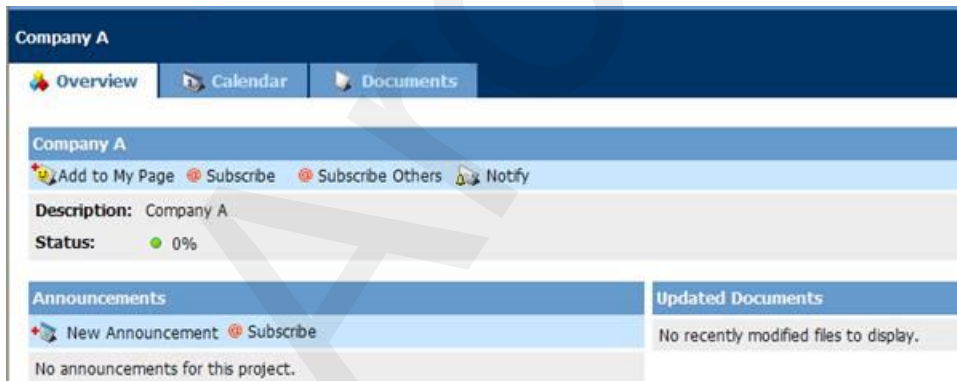 Company A
Overview Calendar Documents
Company A
Add to My Page @ Subscribe @ Subscribe Others Notify
Description: Company A
Status: 0%
Announcements
New Announcement @ Subscribe
No announcements for this project.
Updated Documents
No recently modified files to display.